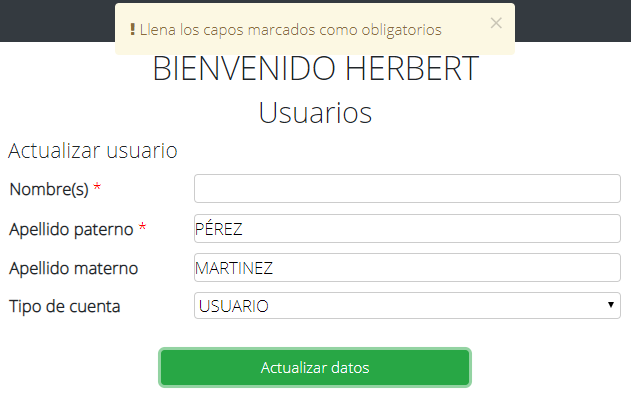 ! Llena los capos marcados como obligatorios ×
BIENVENIDO HERBERT
Usuarios
Actualizar usuario
Nombre(s) *
Apellido paterno * PÉREZ
Apellido materno MARTINEZ
Tipo de cuenta USUARIO
Actualizar datos